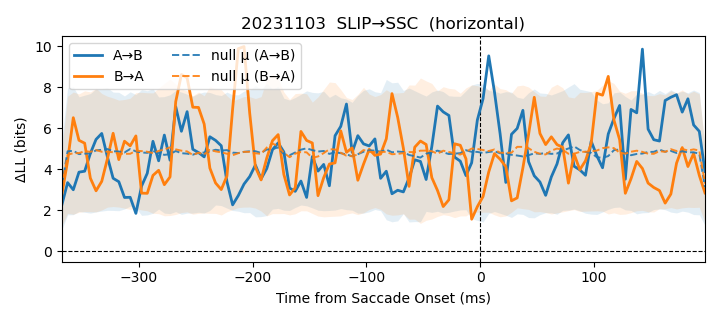 20231103  SLIP→SSC  (horizontal)
A→B
B→A
null μ (A→B)
null μ (B→A)
10
8
6
4
2
0
ΔLL (bits)
−300
−200
−100
0
100
Time from Saccade Onset (ms)